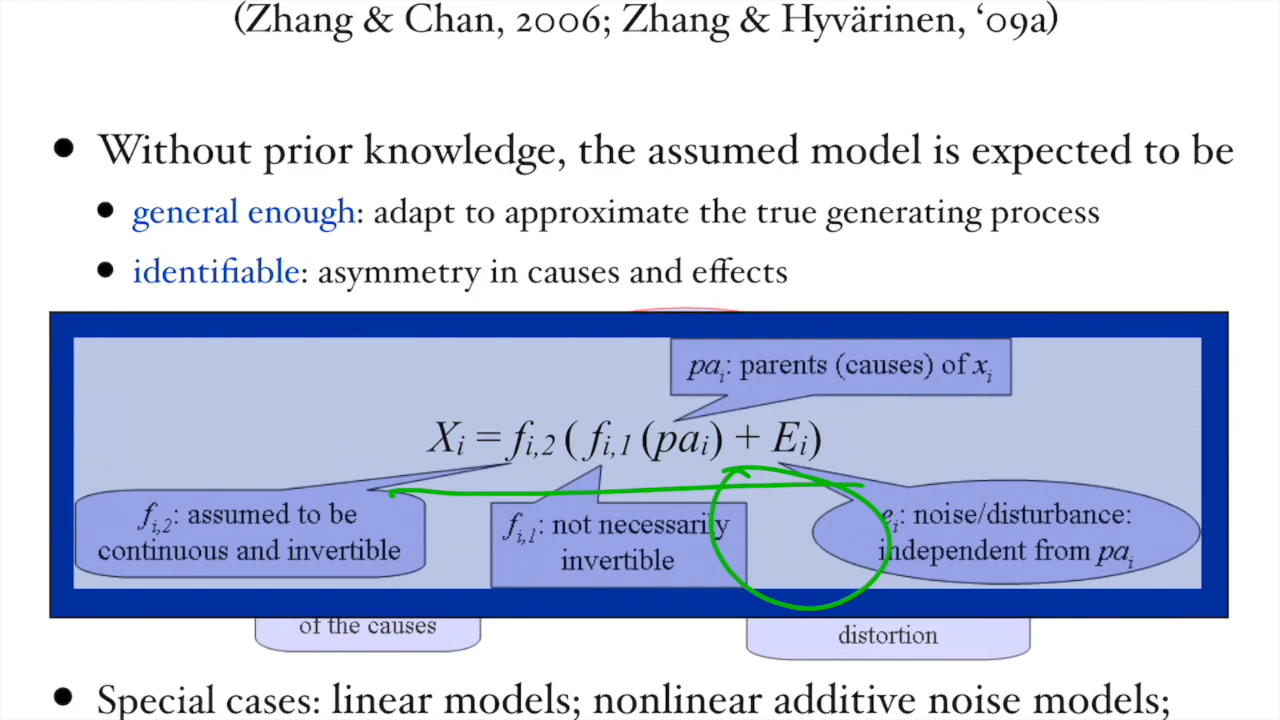 (Zhang & Chan, 2006; Zhang & Hyvärinen, ‘09a)
• Without prior knowledge, the assumed model is expected to be
• general enough: adapt to approximate the true generating process
• identifiable: asymmetry in causes and effects
pai: parents (causes) of xi
Xi = fi,2 ( fi,1 (pai) + Ei)
fi,2: assumed to be
continuous and invertible
fi,1: not necessarily
invertible
ei: noise/disturbance:
independent from pai
of the causes
distortion
• Special cases: linear models; nonlinear additive noise models;